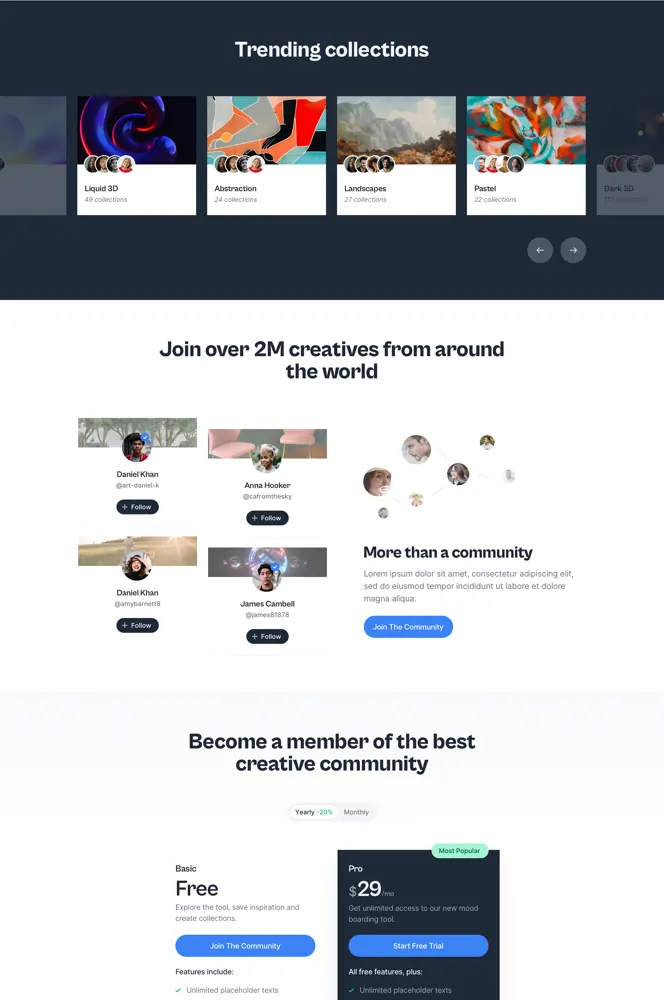 Trending collections
Liquid 3D
49 collections
Abstraction
24 collections
Landscapes
27 collections
Pastel
22 collections
Dark 3D
collections
Join over 2M creatives from around
the world
Daniel Khan
@art-daniel-k
+ Follow
Anna Hooker
@cafromthesky
+ Follow
Daniel Khan
@amybarnett8
+ Follow
James Cambell
@james81878
+ Follow
More than a community
Lorem ipsum dolor sit amet, consectetur adipiscing elit,
sed do eiusmod tempor incididunt ut labore et dolore
magna aliqua.
Join The Community
Become a member of the best
creative community
Yearly -20% Monthly
Basic
Free
Explore the tool, save inspiration and
create collections.
Join The Community
Features include:
Unlimited placeholder texts
Most Popular
Pro
$29/mo
Get unlimited access to our new mood
boarding tool.
Start Free Trial
All free features, plus:
Unlimited placeholder texts